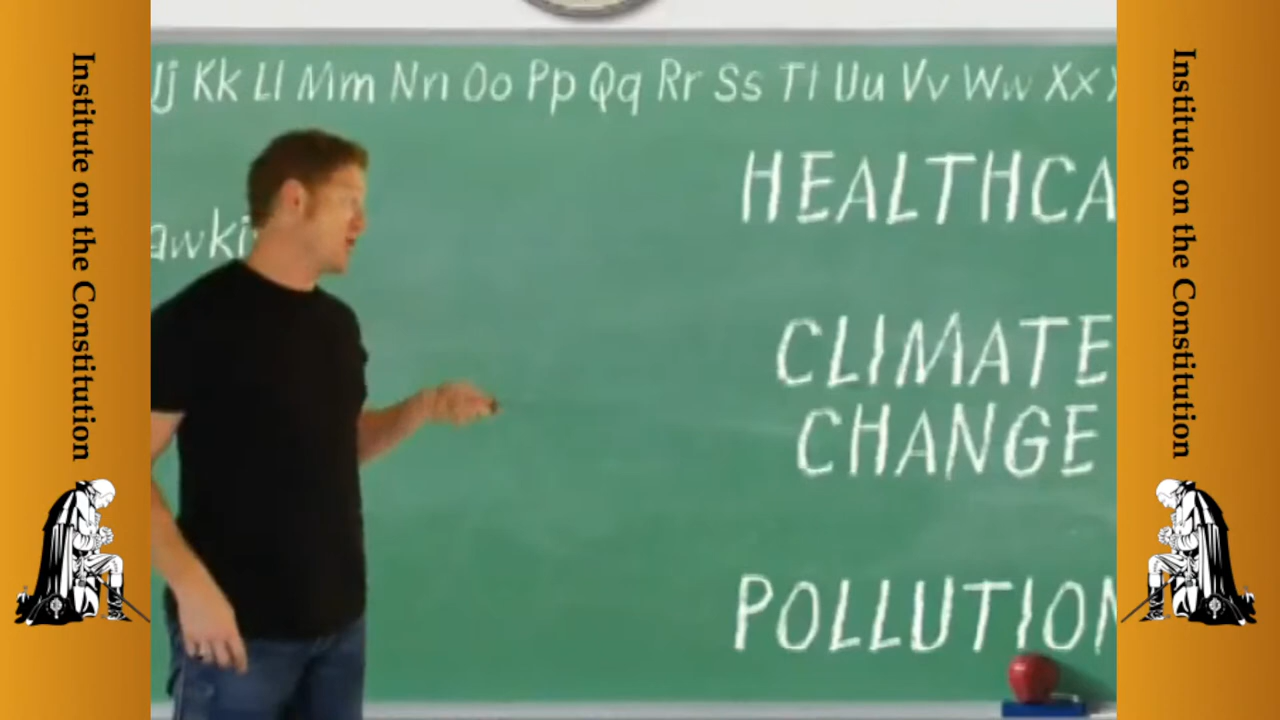 Institute on the Constitution
Jj Kk Ll Mm Nn Oo Pp Qq Rr Ss Tt Uu Vv Ww Xx
HEALTHCA
awki
CLIMATE
CHANGE
POLLUTION
Institute on the Constitution